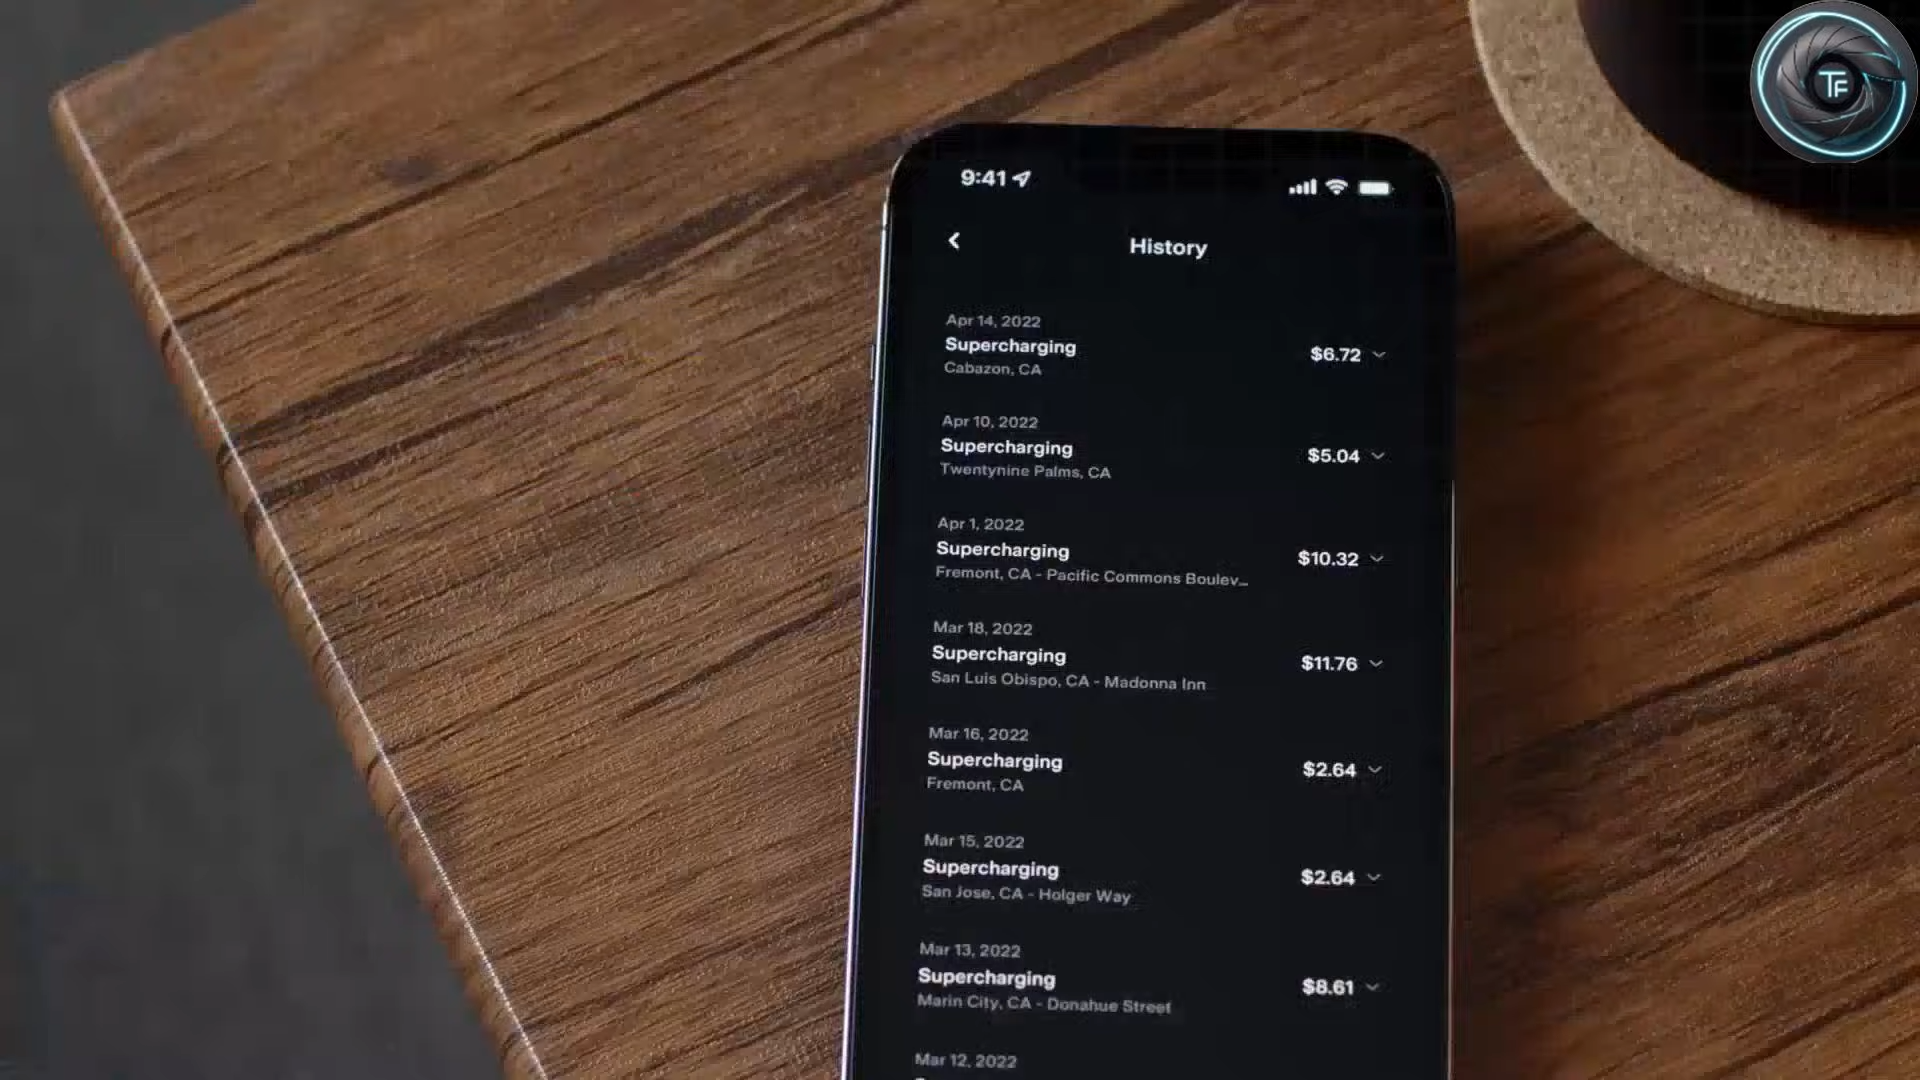 TF
9:41
History
Apr 14, 2022
Supercharging
$6.72
Cabazon, CA
Apr 10, 2022
Supercharging
$5.04
Twentynine Palms, CA
Apr 1, 2022
Supercharging
$10.32
Fremont, CA - Pacific Commons Boulev...
Mar 18, 2022
Supercharging
$11.76
San Luis Obispo, CA - Madonna Inn
Mar 16, 2022
Supercharging
$2.64
Fremont, CA
Mar 15, 2022
Supercharging
$2.64
San Jose, CA - Holger Way
Mar 13, 2022
Supercharging
$8.61
Marin City, CA - Donahue Street
Mar 12, 2022